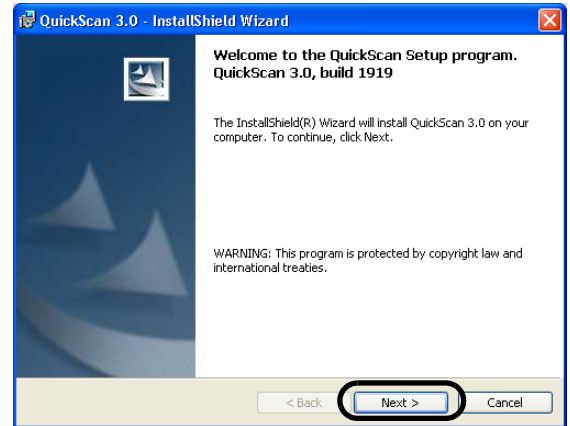 QuickScan 3.0 - InstallShield Wizard
Welcome to the QuickScan Setup program.
QuickScan 3.0, build 1919
The InstallShield(R) Wizard will install QuickScan 3.0 on your
computer. To continue, click Next.
WARNING: This program is protected by copyright law and
international treaties.
< Back
Next >
Cancel